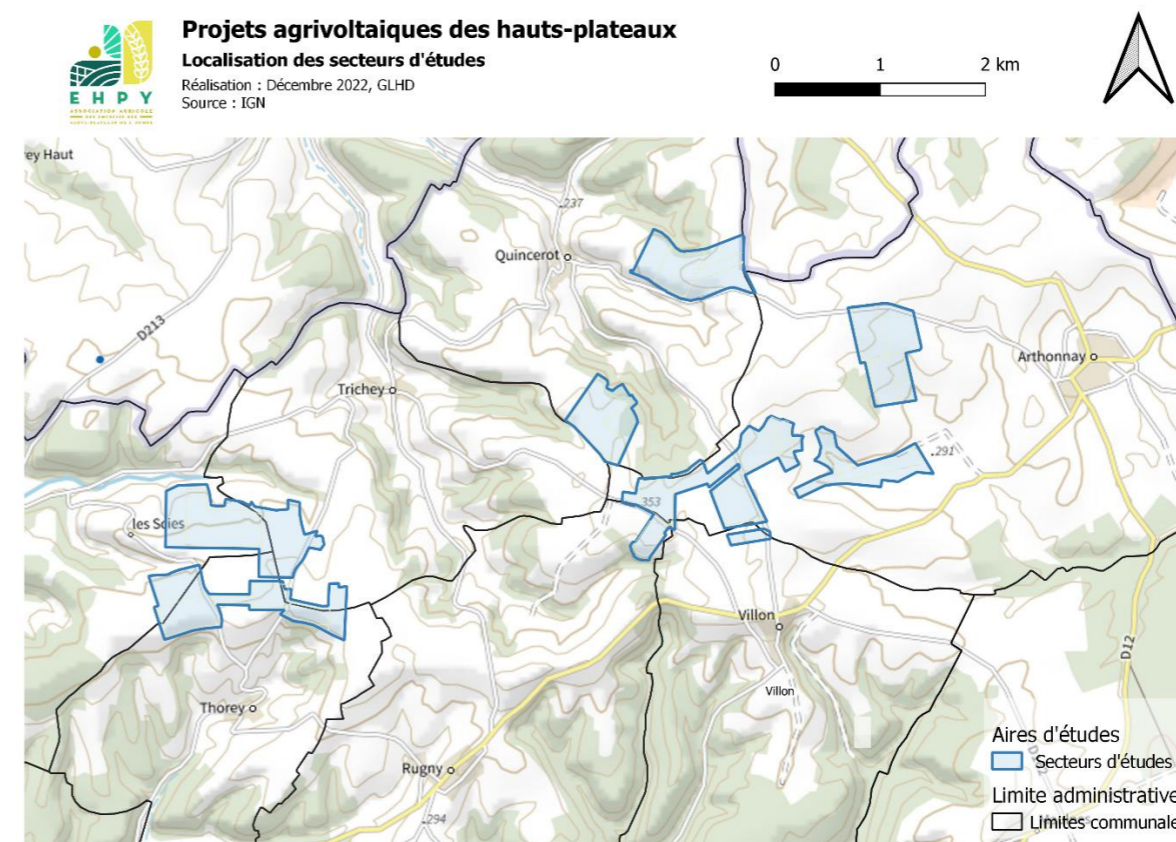 Projets agrivoltaiques des hauts-plateaux
Localisation des secteurs d'études
Réalisation : Décembre 2022, GLHD
Source : IGN
EHPY
0 1 2 km
ey Haut
237
Quincerot
D213
Arthonnay
Trichey
291
353
les Scies
Villon
D12
Villon
Thorey
Rugny
294
Aires d'études
Secteurs d'études
Limite administrative
Limites communale